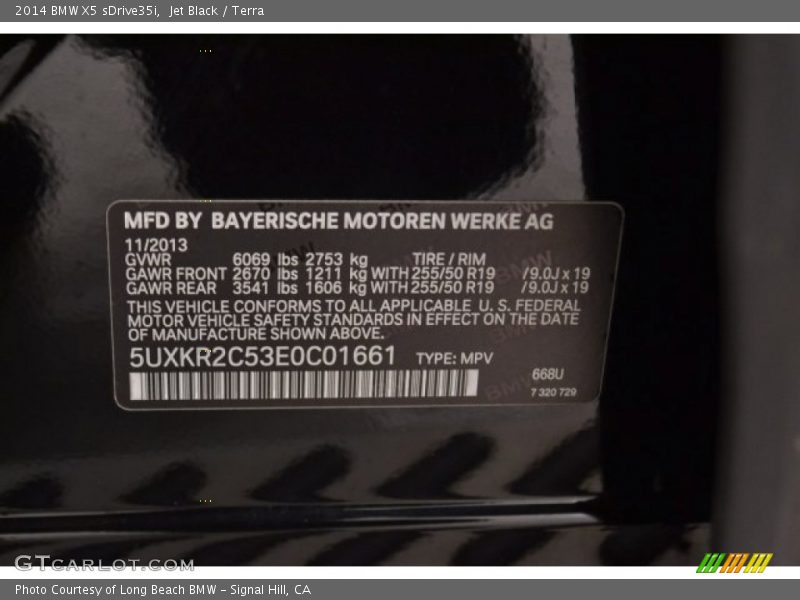 2014 BMW X5 sDrive35i,  Jet Black / Terra
MFD BY BAYERISCHE MOTOREN WERKE AG
11/2013
GVWR 6069 lbs 2753 kg TIRE / RIM
GAWR FRONT 2670 lbs 1211 kg WITH 255/50 R19 /9.0J x 19
GAWR REAR 3541 lbs 1606 kg WITH 255/50 R19 /9.0J x 19
THIS VEHICLE CONFORMS TO ALL APPLICABLE U. S. FEDERAL
MOTOR VEHICLE SAFETY STANDARDS IN EFFECT ON THE DATE
OF MANUFACTURE SHOWN ABOVE.
5UXKR2C53E0C01661 TYPE: MPV
668U
7 320 729
GTCARLOT.COM
Photo Courtesy of Long Beach BMW - Signal Hill, CA